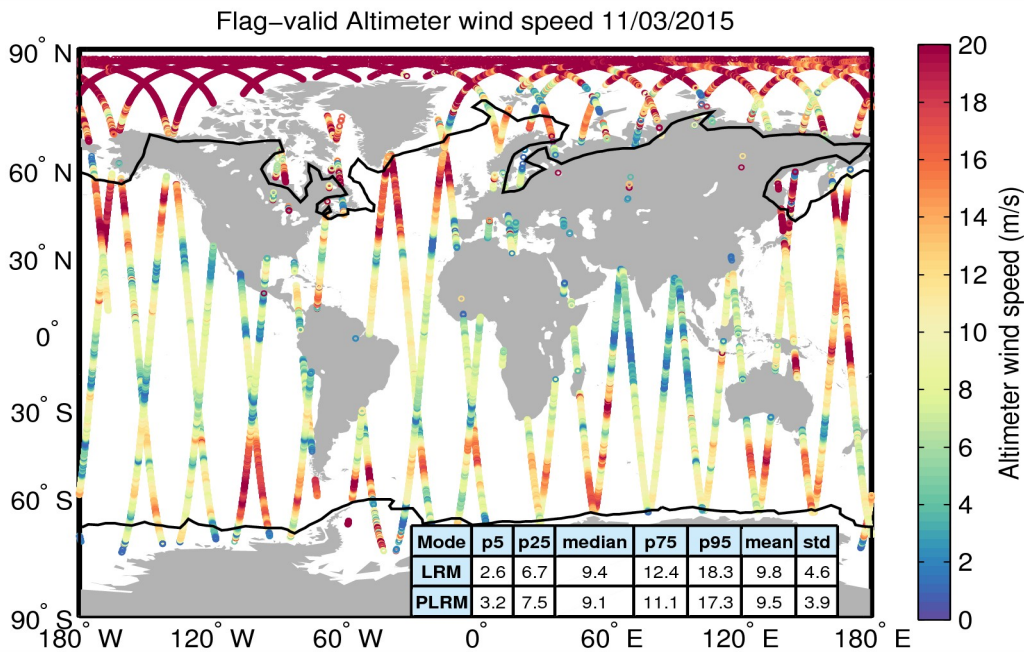 Flag−valid Altimeter wind speed 11/03/2015
90° N
60° N
30° N
0°
30° S
60° S
90° S
180° W
120° W
60° W
0°
60° E
120° E
180° E
Mode p5 p25 median p75 p95 mean std
LRM 2.6 6.7 9.4 12.4 18.3 9.8 4.6
PLRM 3.2 7.5 9.1 11.1 17.3 9.5 3.9
20
18
16
14
12
10
8
6
4
2
0
Altimeter wind speed (m/s)